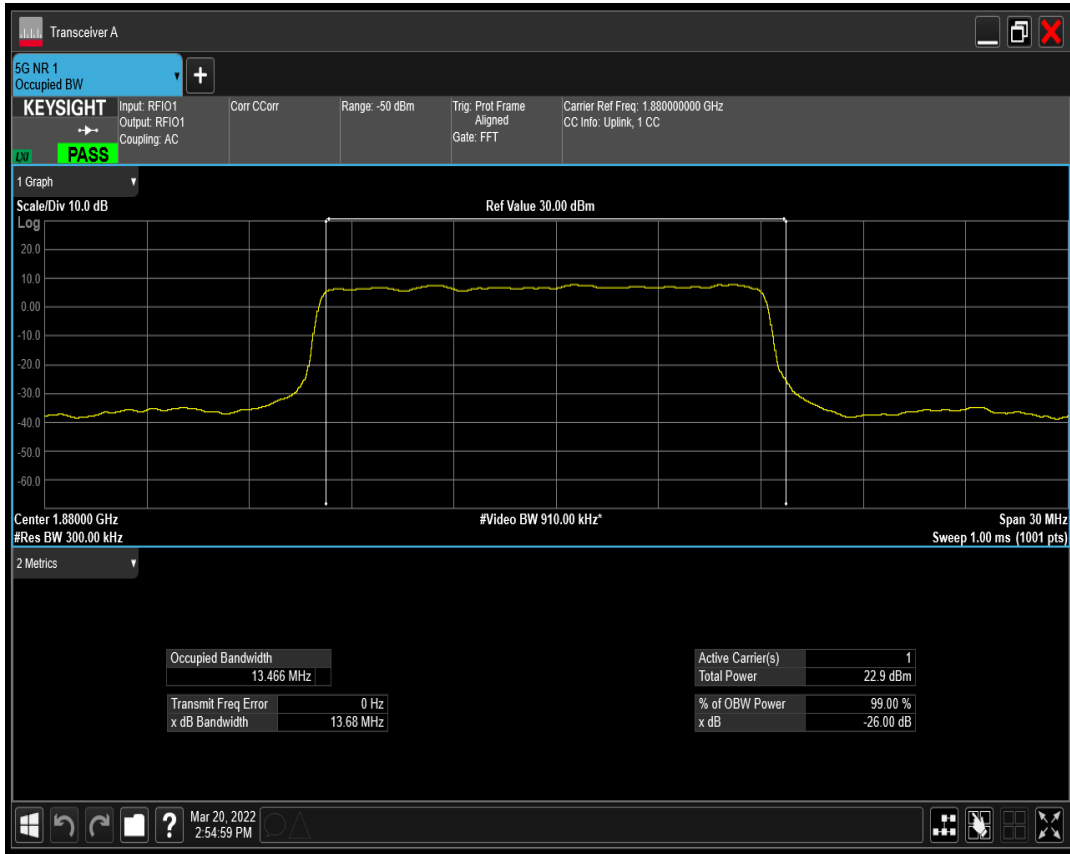 Transceiver A
5G NR 1
Occupied BW
+
KEYSIGHT
LXI
PASS
Input: RFIO1
Output: RFIO1
Coupling: AC
Corr CCorr
Range: -50 dBm
Trig: Prot Frame
Aligned
Gate: FFT
Carrier Ref Freq: 1.880000000 GHz
CC Info: Uplink, 1 CC
1 Graph
Scale/Div 10.0 dB
Ref Value 30.00 dBm
Log
20.0
10.0
0.00
-10.0
-20.0
-30.0
-40.0
-50.0
-60.0
Center 1.88000 GHz
#Video BW 910.00 kHz*
Span 30 MHz
#Res BW 300.00 kHz
Sweep 1.00 ms (1001 pts)
2 Metrics
Occupied Bandwidth
13.466 MHz
Transmit Freq Error 0 Hz
x dB Bandwidth 13.68 MHz
Active Carrier(s) 1
Total Power 22.9 dBm
% of OBW Power 99.00 %
x dB -26.00 dB
?
Mar 20, 2022
2:54:59 PM